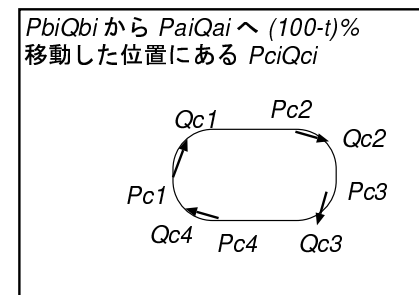 PbiQbi から PaiQai へ (100-t)%
移動した位置にある PciQci
Qc1
Pc2
Qc2
Pc1
Pc3
Qc4
Pc4
Qc3